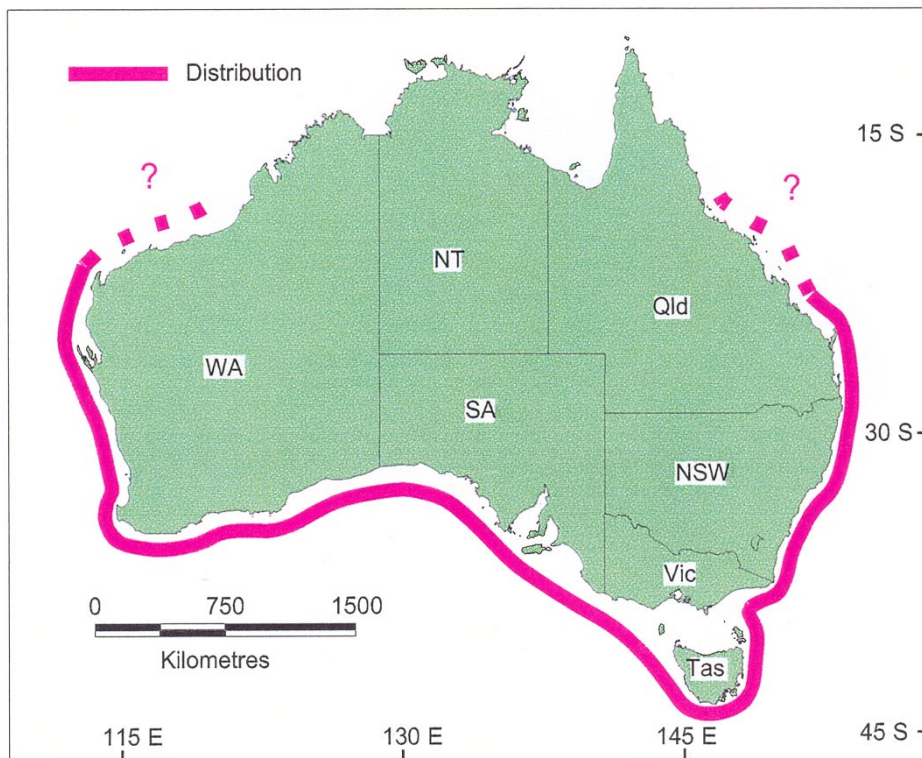 Distribution
15 S
?
?
NT
Qld
WA
SA
30 S
NSW
Vic
0 750 1500
Kilometres
Tas
115 E 130 E 145 E
45 S